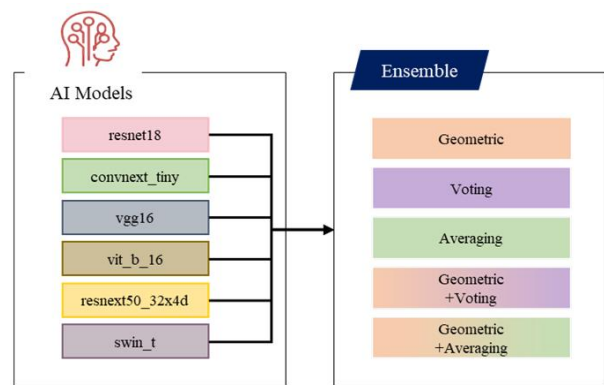 AI Models
resnet18
convnext_tiny
vgg16
vit_b_16
resnext50_32x4d
swin_t
Ensemble
Geometric
Voting
Averaging
Geometric
+Voting
Geometric
+Averaging